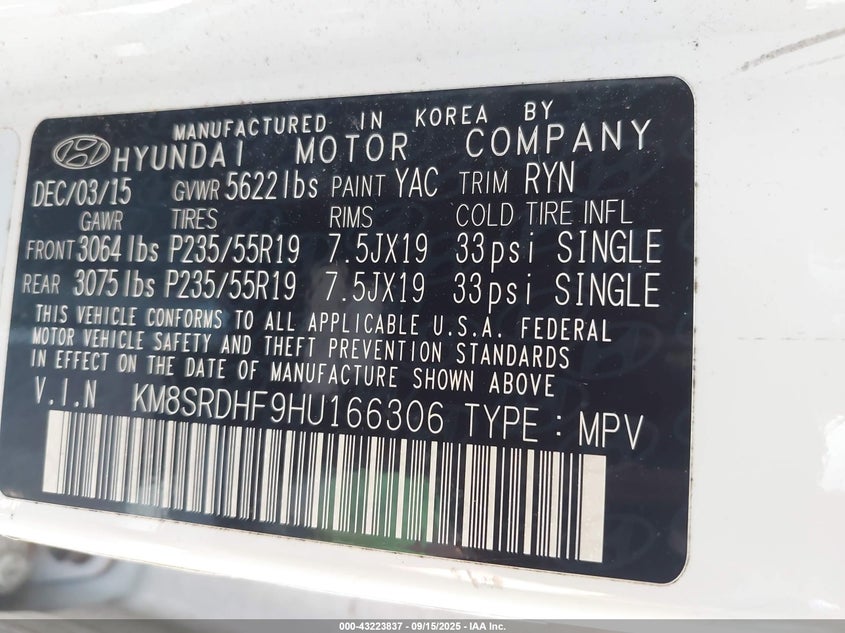 MANUFACTURED IN KOREA BY
HYUNDAI MOTOR COMPANY
DEC/03/15 GVWR 5622lbs PAINT YAC TRIM RYN
GAWR TIRES RIMS COLD TIRE INFL
FRONT 3064lbs P235/55R19 7.5JX19 33psi SINGLE
REAR 3075lbs P235/55R19 7.5JX19 33psi SINGLE
THIS VEHICLE CONFORMS TO ALL APPLICABLE U.S.A. FEDERAL
MOTOR VEHICLE SAFETY AND THEFT PREVENTION STANDARDS
IN EFFECT ON THE DATE OF MANUFACTURE SHOWN ABOVE
V.I.N KM8SRDHF9HU166306 TYPE : MPV
000-43223837 - 09/15/2025 - IAA Inc.